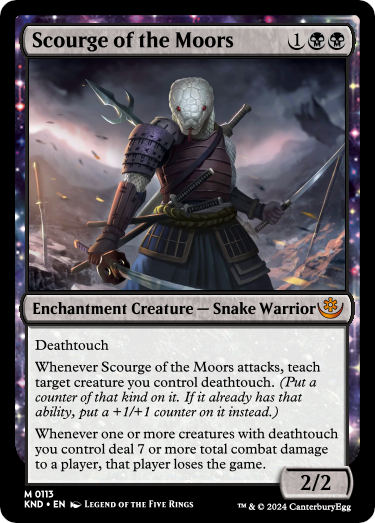 Scourge of the Moors 1
Enchantment Creature — Snake Warrior
Deathtouch
Whenever Scourge of the Moors attacks, teach
target creature you control deathtouch. (Put a
counter of that kind on it. If it already has that
ability, put a +1/+1 counter on it instead.)
Whenever one or more creatures with deathtouch
you control deal 7 or more total combat damage
to a player, that player loses the game.
2/2
M 0113
KND • EN Legend of the Five Rings
™ & © 2024 CanterburyEgg